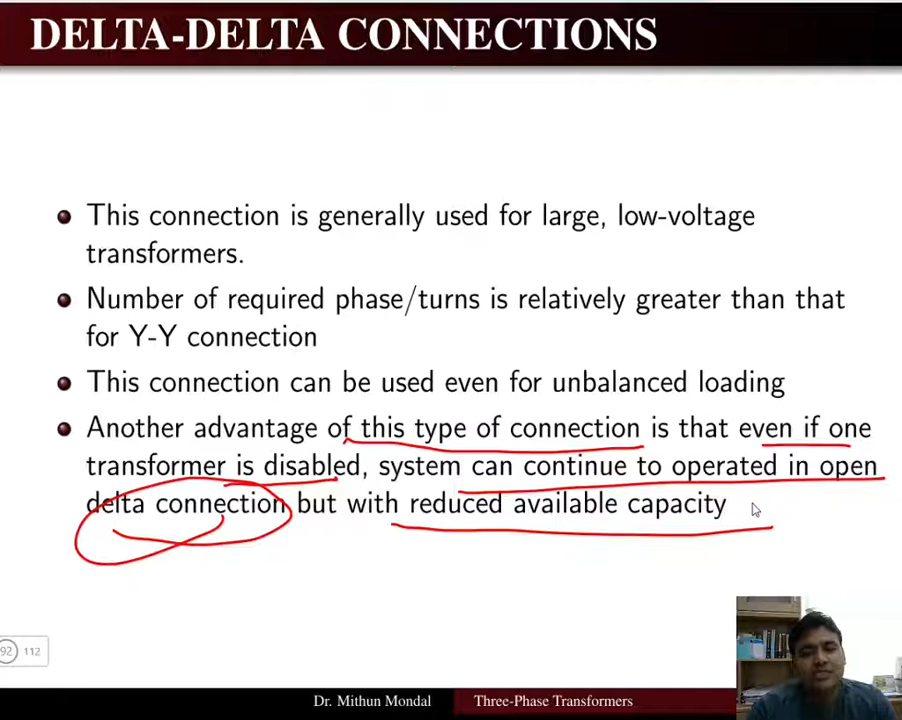 DELTA-DELTA CONNECTIONS
This connection is generally used for large, low-voltage
transformers.
Number of required phase/turns is relatively greater than that
for Y-Y connection
This connection can be used even for unbalanced loading
Another advantage of this type of connection is that even if one
transformer is disabled, system can continue to operated in open
delta connection but with reduced available capacity
92 112
Dr. Mithun Mondal Three-Phase Transformers